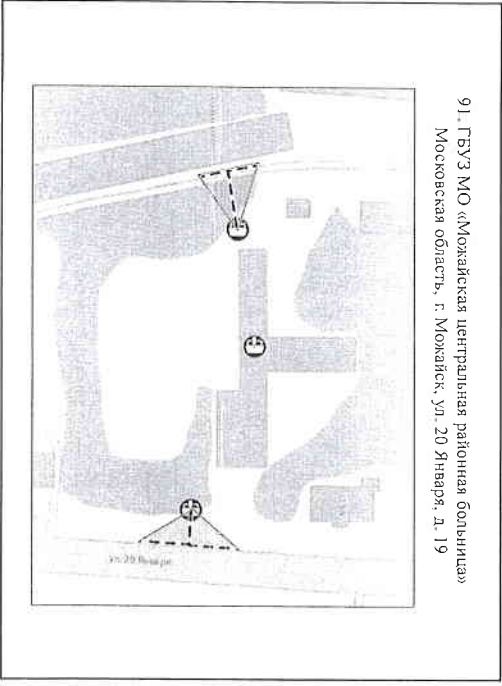 91. ГБУЗ МО «Можайская центральная районная больница»
Московская область, г. Можайск, ул. 20 Января, д. 19
ул. 20 Января